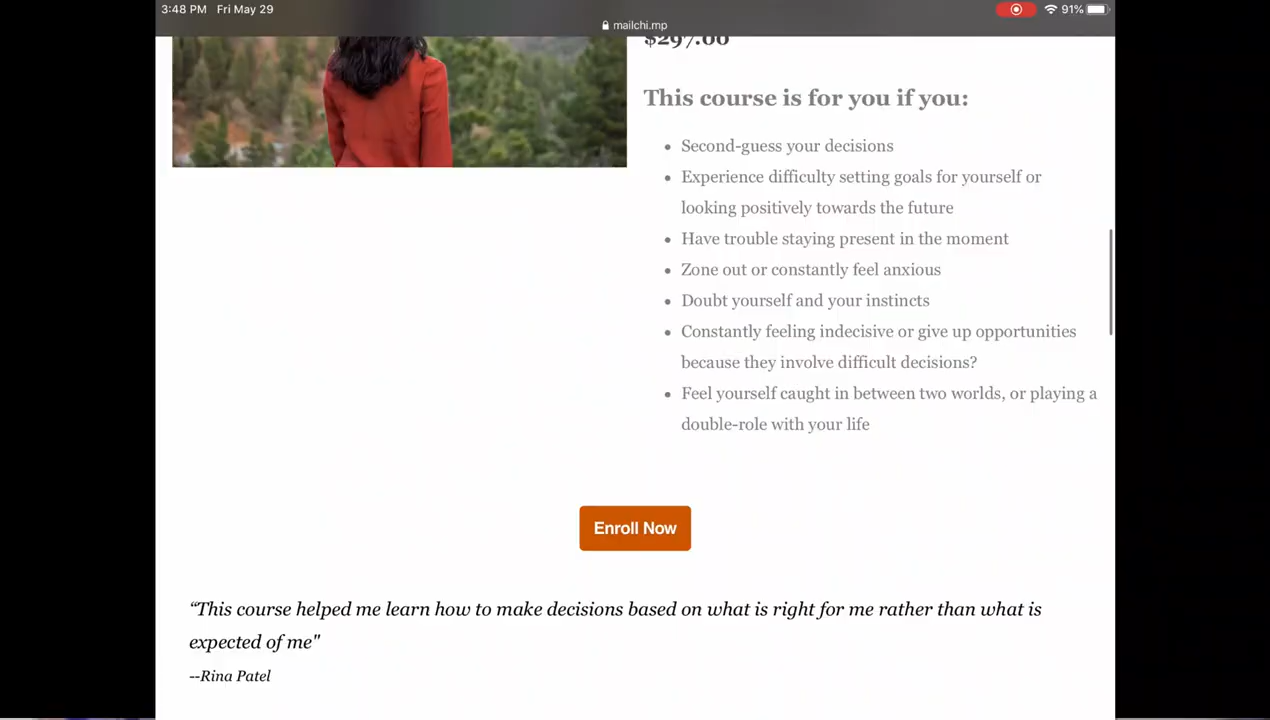 3:48 PM Fri May 29
91%
mailchi.mp
$297.00
This course is for you if you:
• Second-guess your decisions
• Experience difficulty setting goals for yourself or
looking positively towards the future
• Have trouble staying present in the moment
• Zone out or constantly feel anxious
• Doubt yourself and your instincts
• Constantly feeling indecisive or give up opportunities
because they involve difficult decisions?
• Feel yourself caught in between two worlds, or playing a
double-role with your life
Enroll Now
“This course helped me learn how to make decisions based on what is right for me rather than what is
expected of me"
--Rina Patel